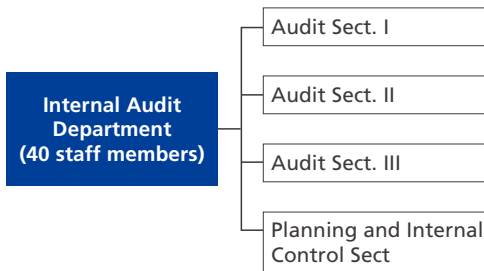 Audit Sect. I
Audit Sect. II
Internal Audit
Department
(40 staff members)
Audit Sect. III
Planning and Internal
Control Sect